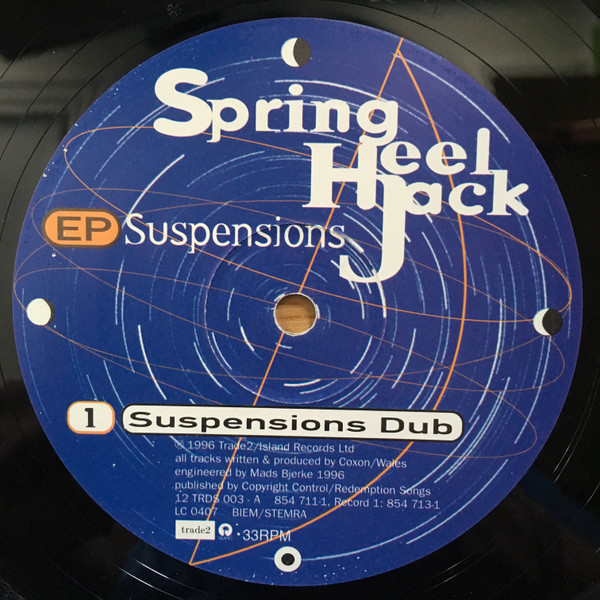 Spring
Heel
Jack
EP Suspensions
1 Suspensions Dub
℗ 1996 Trade2/Island Records Ltd
all tracks written & produced by Coxon/Wales
engineered by Mads Bjerke 1996
published by Copyright Control/Redemption Songs
12 TRDS 003 - A 854 711-1, Record 1: 854 713-1
LC 0407 BIEM/STEMRA
trade2 33RPM